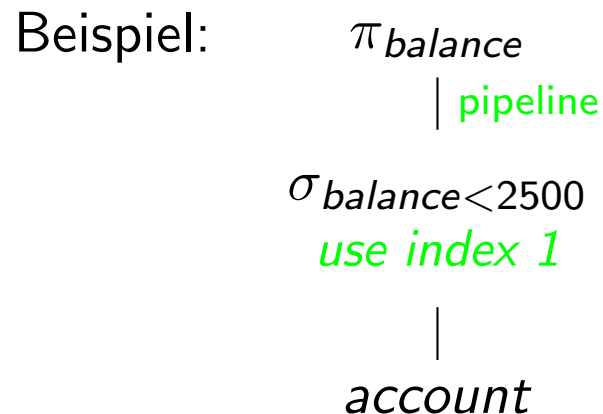 Beispiel: π balance
pipeline
σ balance<2500
use index 1
account